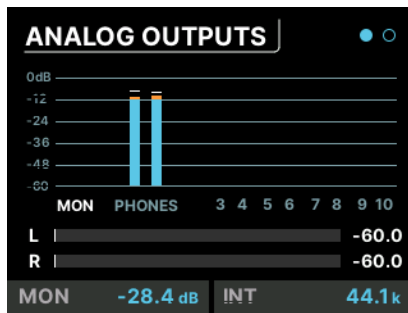 ANALOG OUTPUTS
0dB
-12
-24
-36
-48
-60
MON PHONES 3 4 5 6 7 8 9 10
L -60.0
R -60.0
MON -28.4 dB INT 44.1k